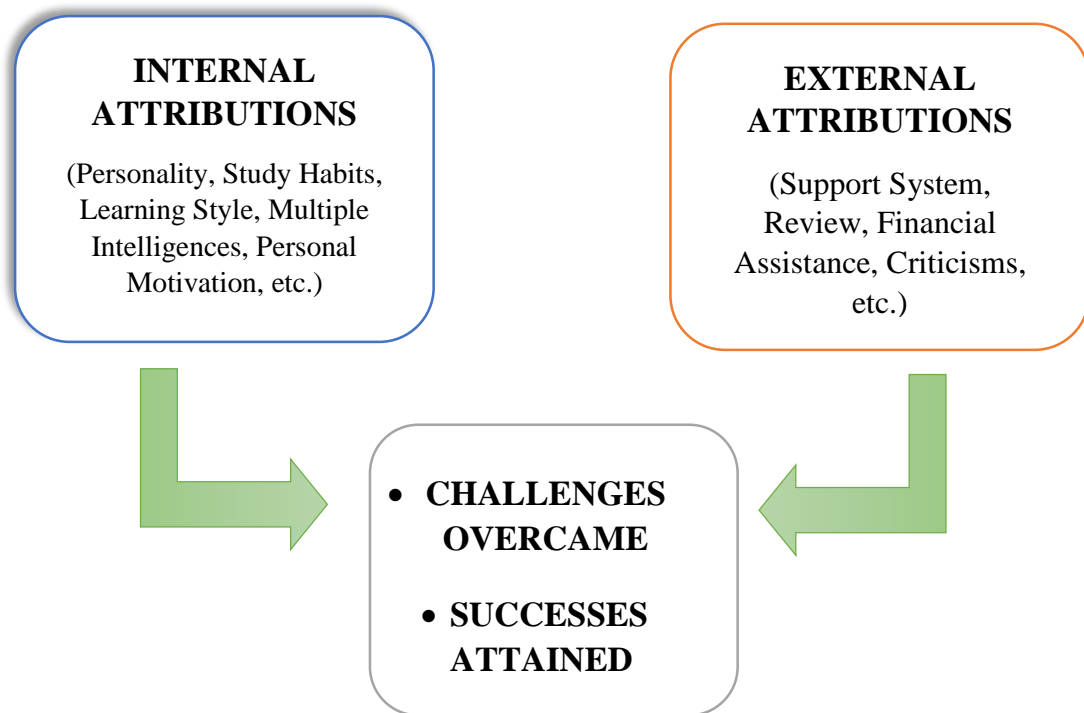 INTERNAL
ATTRIBUTIONS
(Personality, Study Habits,
Learning Style, Multiple
Intelligences, Personal
Motivation, etc.)
EXTERNAL
ATTRIBUTIONS
(Support System,
Review, Financial
Assistance, Criticisms,
etc.)
• CHALLENGES
OVERCAME
• SUCCESSES
ATTAINED